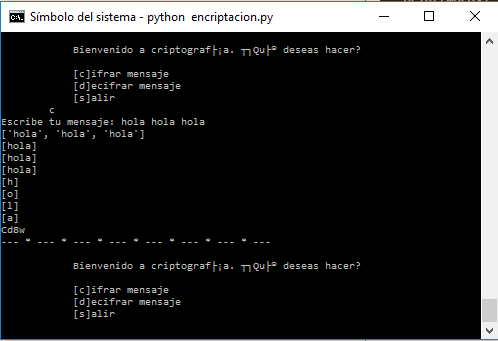 Símbolo del sistema - python encriptacion.py
Bienvenido a criptograf├¡a. ┬┐Qu├® deseas hacer?
[c]ifrar mensaje
[d]ecifrar mensaje
[s]alir
c
Escribe tu mensaje: hola hola hola
['hola', 'hola', 'hola']
[hola]
[hola]
[hola]
[h]
[o]
[l]
[a]
Cd8w
--- * --- * --- * --- * --- * --- * --- * ---
Bienvenido a criptograf├¡a. ┬┐Qu├® deseas hacer?
[c]ifrar mensaje
[d]ecifrar mensaje
[s]alir